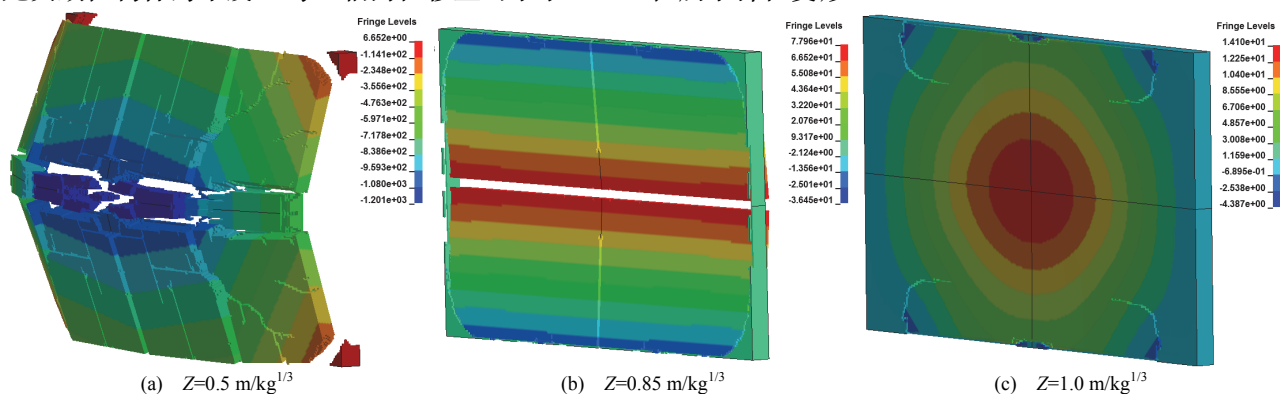 Fringe Levels
6.652e+00
-1.141e+02
-2.348e+02
-3.556e+02
-4.763e+02
-5.971e+02
-7.178e+02
-8.386e+02
-9.593e+02
-1.080e+03
-1.201e+03
(a) Z=0.5 m/kg1/3
Fringe Levels
7.796e+01
6.652e+01
5.508e+01
4.364e+01
3.220e+01
2.076e+01
9.317e+00
-2.124e+00
-1.356e+01
-2.501e+01
-3.645e+01
(b) Z=0.85 m/kg1/3
Fringe Levels
1.410e+01
1.225e+01
1.040e+01
8.555e+00
6.706e+00
4.857e+00
3.008e+00
1.159e+00
-6.895e-01
-2.538e+00
-4.387e+00
(c) Z=1.0 m/kg1/3